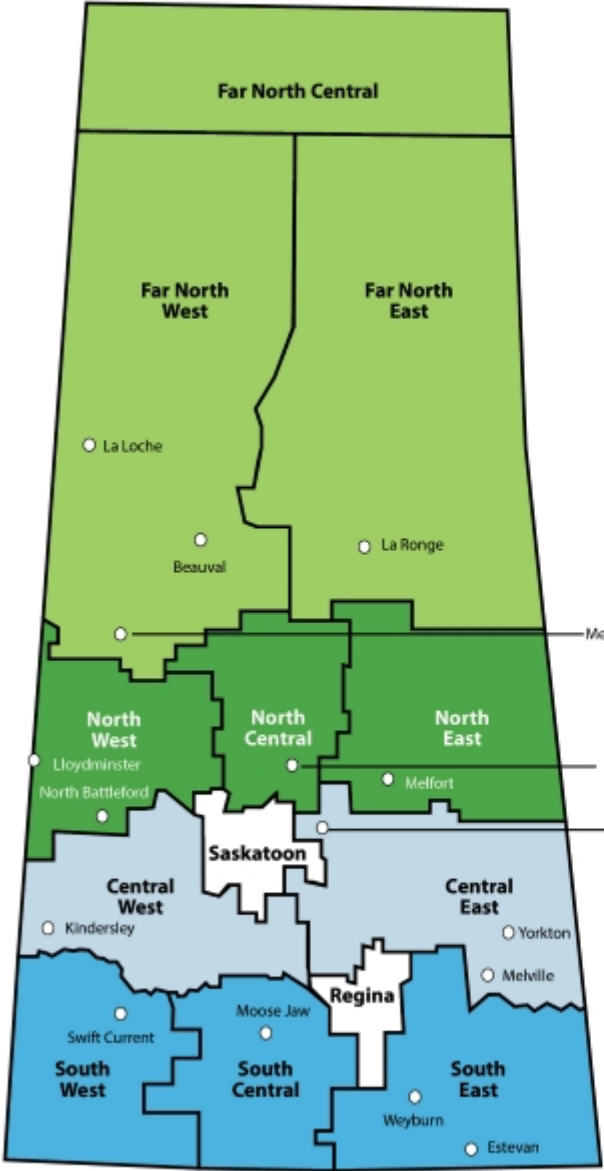 Far North Central
Far North
West
Far North
East
La Loche
Beauval
La Ronge
North
West
North
Central
North
East
Lloydminster
North Battleford
Melfort
Saskatoon
Central
West
Central
East
Kindersley
Yorkton
Melville
Regina
Moose Jaw
Swift Current
South
West
South
Central
South
East
Weyburn
Estevan